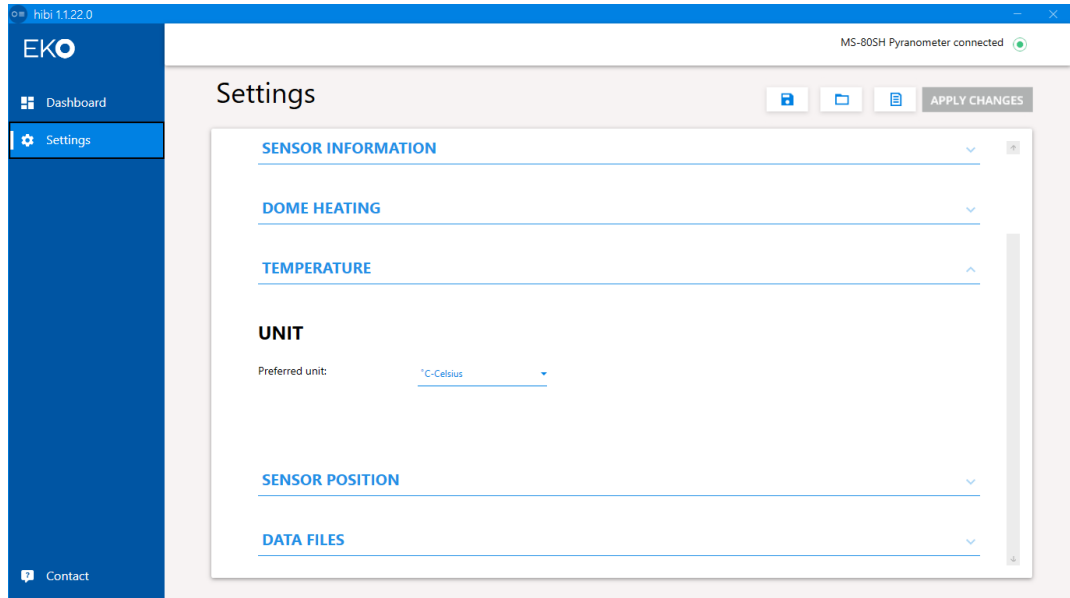 hibi 1.1.22.0
EKO
MS-80SH Pyranometer connected
Dashboard
Settings
Contact
Settings
APPLY CHANGES
SENSOR INFORMATION
DOME HEATING
TEMPERATURE
UNIT
Preferred unit:
°C-Celsius
SENSOR POSITION
DATA FILES